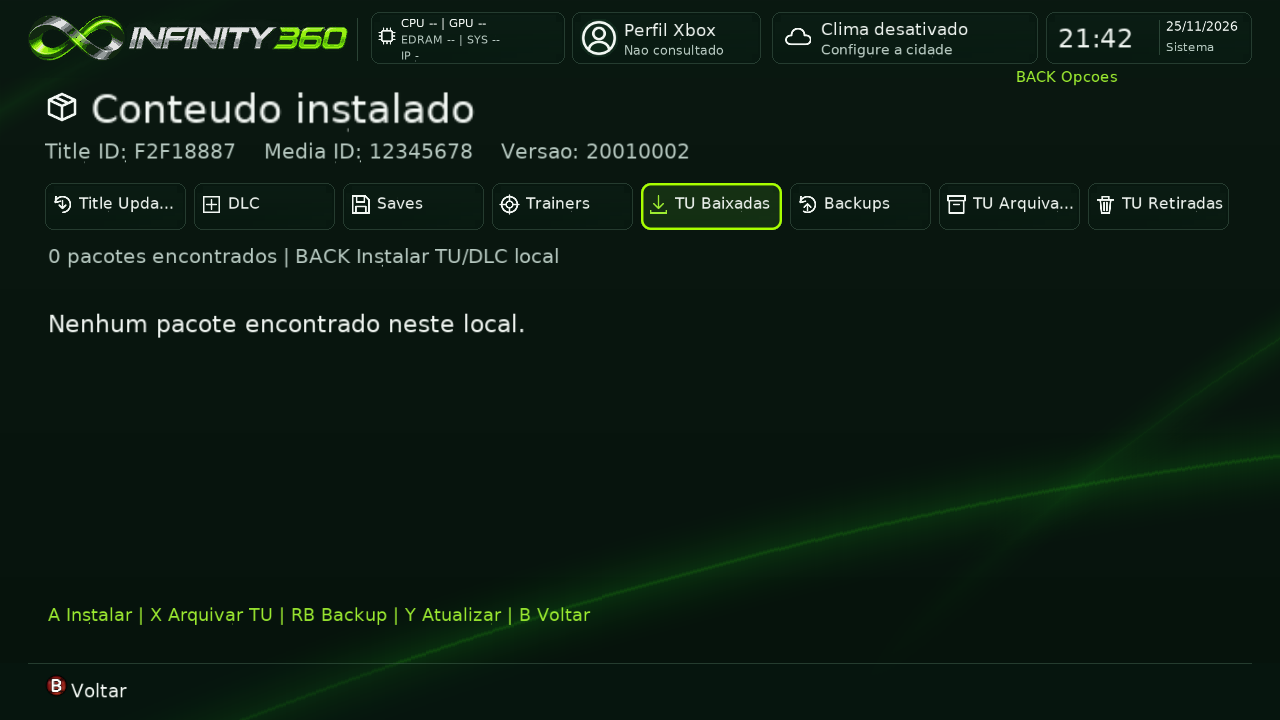 INFINITY 360
CPU -- | GPU --
EDRAM -- | SYS --
IP -
Perfil Xbox
Nao consultado
Clima desativado
Configure a cidade
21:42
25/11/2026
Sistema
BACK Opcoes
Conteudo instalado
Title ID: F2F18887 Media ID: 12345678 Versao: 20010002
Title Upda... DLC Saves Trainers TU Baixadas Backups TU Arquiva... TU Retiradas
0 pacotes encontrados | BACK Instalar TU/DLC local
Nenhum pacote encontrado neste local.
A Instalar | X Arquivar TU | RB Backup | Y Atualizar | B Voltar
B Voltar